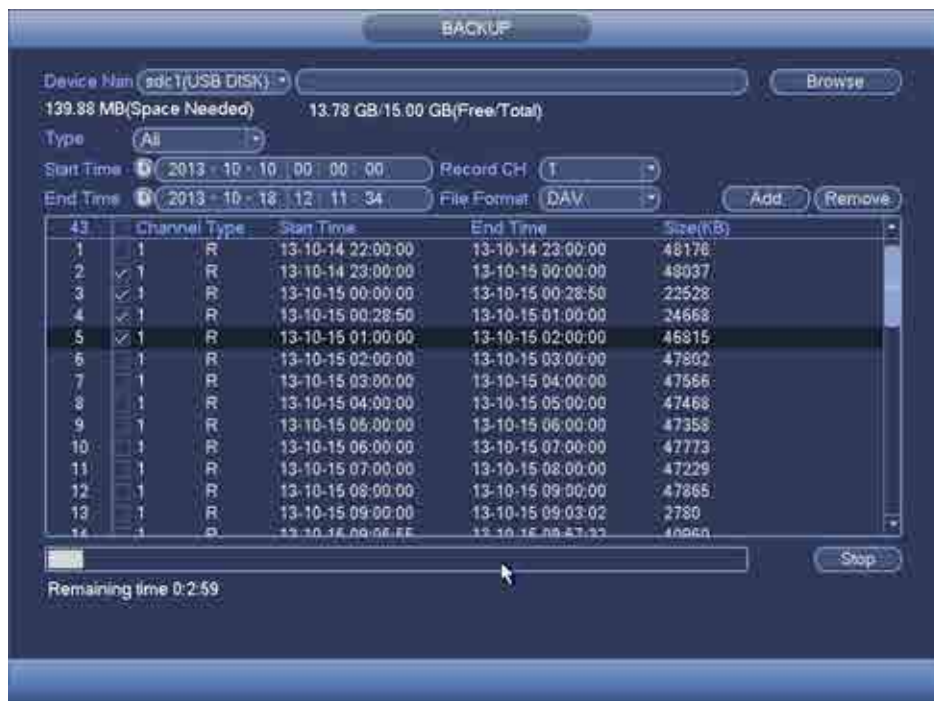 BACKUP
Device Nam sdc1(USB DISK) Browse
139.88 MB(Space Needed) 13.78 GB/15.00 GB(Free/Total)
Type All
Start Time 2013 - 10 - 10 00 : 00 : 00 Record CH 1
End Time 2013 - 10 - 18 12 : 11 : 34 File Format DAV Add Remove
43 Channel Type Start Time End Time Size(KB)
1 1 R 13-10-14 22:00:00 13-10-14 23:00:00 48176
2 1 R 13-10-14 23:00:00 13-10-15 00:00:00 48037
3 1 R 13-10-15 00:00:00 13-10-15 00:28:50 22528
4 1 R 13-10-15 00:28:50 13-10-15 01:00:00 24668
5 1 R 13-10-15 01:00:00 13-10-15 02:00:00 46815
6 1 R 13-10-15 02:00:00 13-10-15 03:00:00 47802
7 1 R 13-10-15 03:00:00 13-10-15 04:00:00 47566
8 1 R 13-10-15 04:00:00 13-10-15 05:00:00 47468
9 1 R 13-10-15 05:00:00 13-10-15 06:00:00 47358
10 1 R 13-10-15 06:00:00 13-10-15 07:00:00 47773
11 1 R 13-10-15 07:00:00 13-10-15 08:00:00 47229
12 1 R 13-10-15 08:00:00 13-10-15 09:00:00 47865
13 1 R 13-10-15 09:00:00 13-10-15 09:03:02 2780
Stop
Remaining time 0:2:59